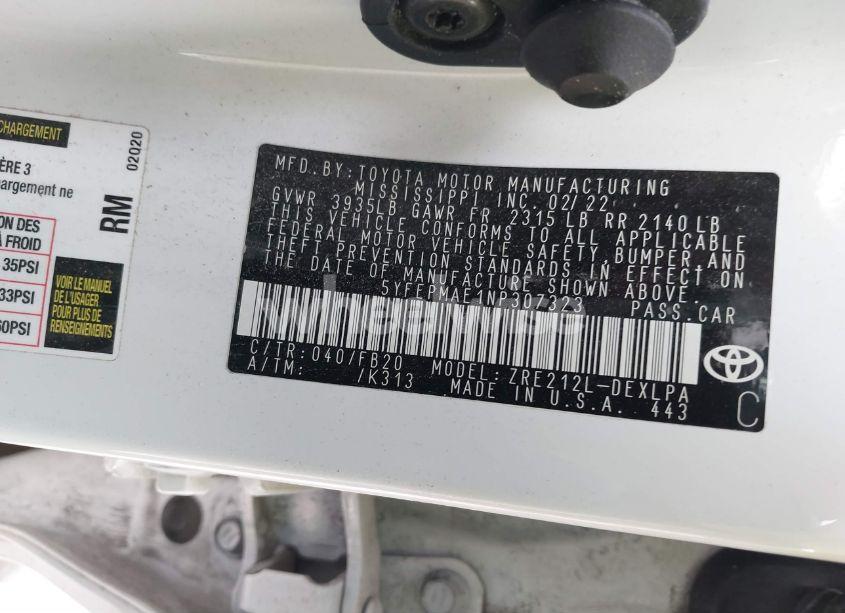 CHARGEMENT
ÈRE 3
argement ne
ON DES
À FROID
35PSI
33PSI
60PSI
RM
02Q20
VOIR LE MANUEL
DE L'USAGER
POUR PLUS DE
RENSEIGNEMENTS
MFD. BY: TOYOTA MOTOR MANUFACTURING
MISSISSIPPI INC. 02/22
GVWR 3935LB GAWR FR 2315 LB RR 2140 LB
THIS VEHICLE CONFORMS TO ALL APPLICABLE
FEDERAL MOTOR VEHICLE SAFETY, BUMPER AND
THEFT PREVENTION STANDARDS IN EFFECT ON
THE DATE OF MANUFACTURE SHOWN ABOVE.
5YFEPMAE1NP307323 PASS.CAR
C/TR: 040/FB20 MODEL: ZRE212L-DEXLPA
A/TM: /K313 MADE IN U.S.A. 443
C